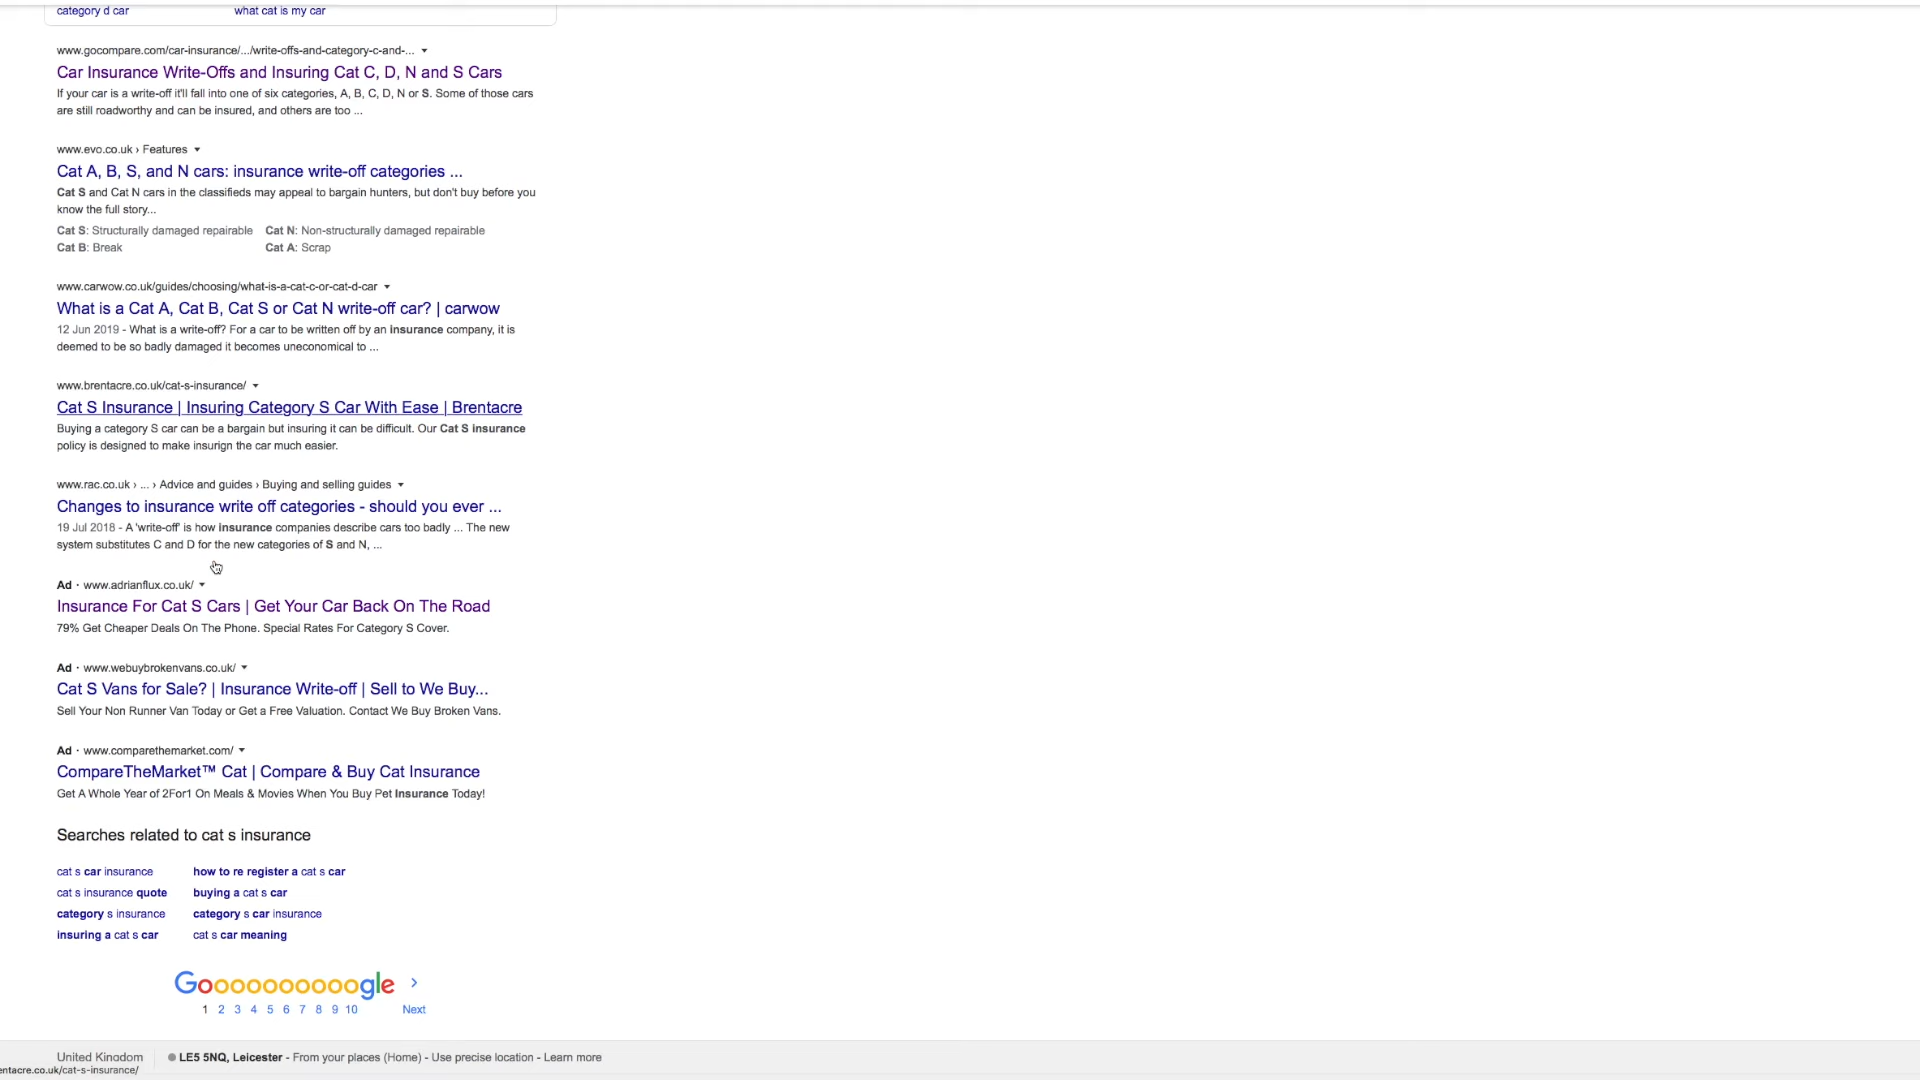 category d car what cat is my car
www.gocompare.com/car-insurance/.../write-offs-and-category-c-and-...
Car Insurance Write-Offs and Insuring Cat C, D, N and S Cars
If your car is a write-off it'll fall into one of six categories, A, B, C, D, N or S. Some of those cars
are still roadworthy and can be insured, and others are too ...
www.evo.co.uk › Features
Cat A, B, S, and N cars: insurance write-off categories ...
Cat S and Cat N cars in the classifieds may appeal to bargain hunters, but don't buy before you
know the full story...
Cat S: Structurally damaged repairable Cat N: Non-structurally damaged repairable
Cat B: Break Cat A: Scrap
www.carwow.co.uk/guides/choosing/what-is-a-cat-c-or-cat-d-car
What is a Cat A, Cat B, Cat S or Cat N write-off car? | carwow
12 Jun 2019 - What is a write-off? For a car to be written off by an insurance company, it is
deemed to be so badly damaged it becomes uneconomical to ...
www.brentacre.co.uk/cat-s-insurance/
Cat S Insurance | Insuring Category S Car With Ease | Brentacre
Buying a category S car can be a bargain but insuring it can be difficult. Our Cat S insurance
policy is designed to make insurign the car much easier.
www.rac.co.uk › ... › Advice and guides › Buying and selling guides
Changes to insurance write off categories - should you ever ...
19 Jul 2018 - A 'write-off' is how insurance companies describe cars too badly ... The new
system substitutes C and D for the new categories of S and N, ...
Ad · www.adrianflux.co.uk/
Insurance For Cat S Cars | Get Your Car Back On The Road
79% Get Cheaper Deals On The Phone. Special Rates For Category S Cover.
Ad · www.webuybrokenvans.co.uk/
Cat S Vans for Sale? | Insurance Write-off | Sell to We Buy...
Sell Your Non Runner Van Today or Get a Free Valuation. Contact We Buy Broken Vans.
Ad · www.comparethemarket.com/
CompareTheMarket™ Cat | Compare & Buy Cat Insurance
Get A Whole Year of 2For1 On Meals & Movies When You Buy Pet Insurance Today!
Searches related to cat s insurance
cat s car insurance how to re register a cat s car
cat s insurance quote buying a cat s car
category s insurance category s car insurance
insuring a cat s car cat s car meaning
Goooooooooogle >
1 2 3 4 5 6 7 8 9 10 Next
United Kingdom LE5 5NQ, Leicester - From your places (Home) - Use precise location - Learn more
entacre.co.uk/cat-s-insurance/